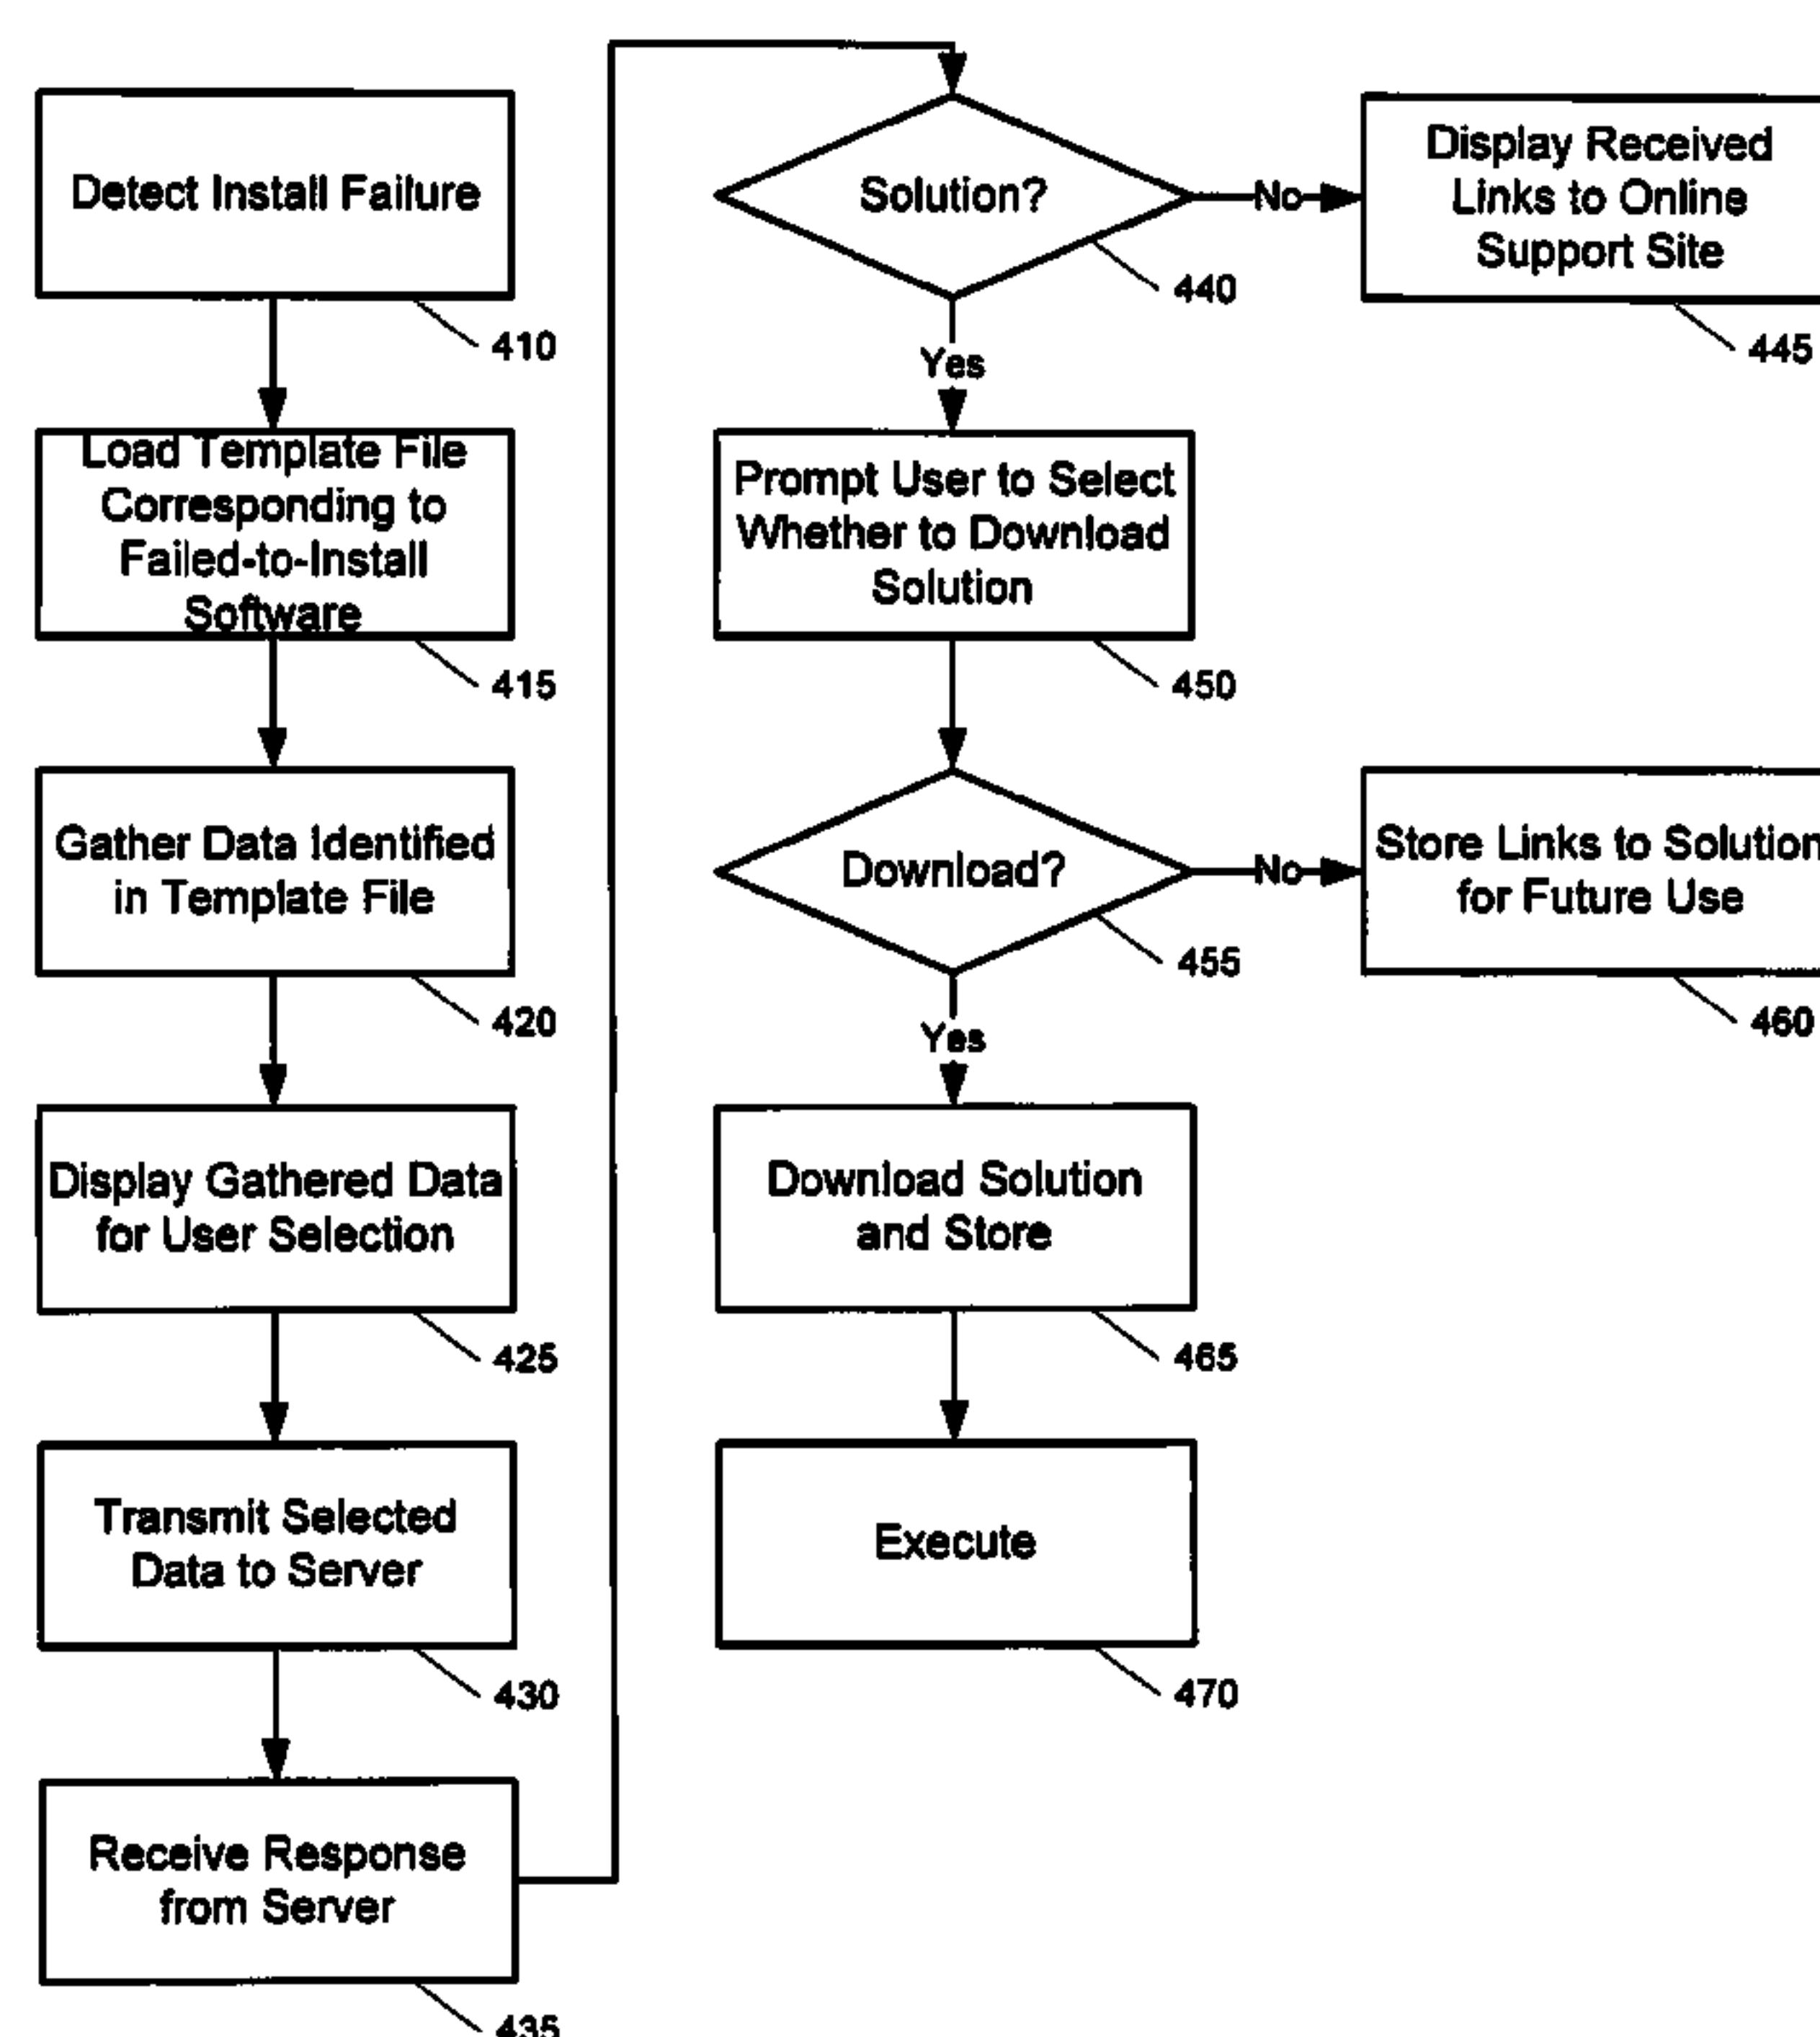 Detect Install Failure
410
Load Template File
Corresponding to
Failed-to-Install
Software
415
Gather Data Identified
in Template File
420
Display Gathered Data
for User Selection
425
Transmit Selected
Data to Server
430
Receive Response
from Server
435
Solution?
440
No
Display Received
Links to Online
Support Site
445
Yes
Prompt User to Select
Whether to Download
Solution
450
Download?
455
No
Store Links to Solution
for Future Use
460
Yes
Download Solution
and Store
465
Execute
470